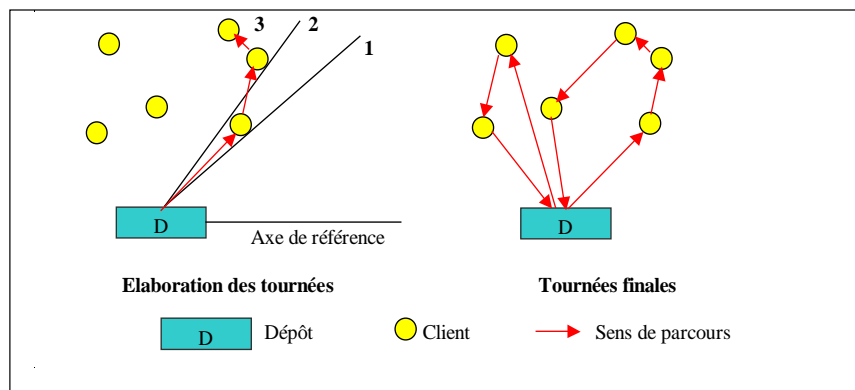 3
2
1
D
Axe de référence
D
Elaboration des tournées
Tournées finales
D
Dépôt
Client
Sens de parcours